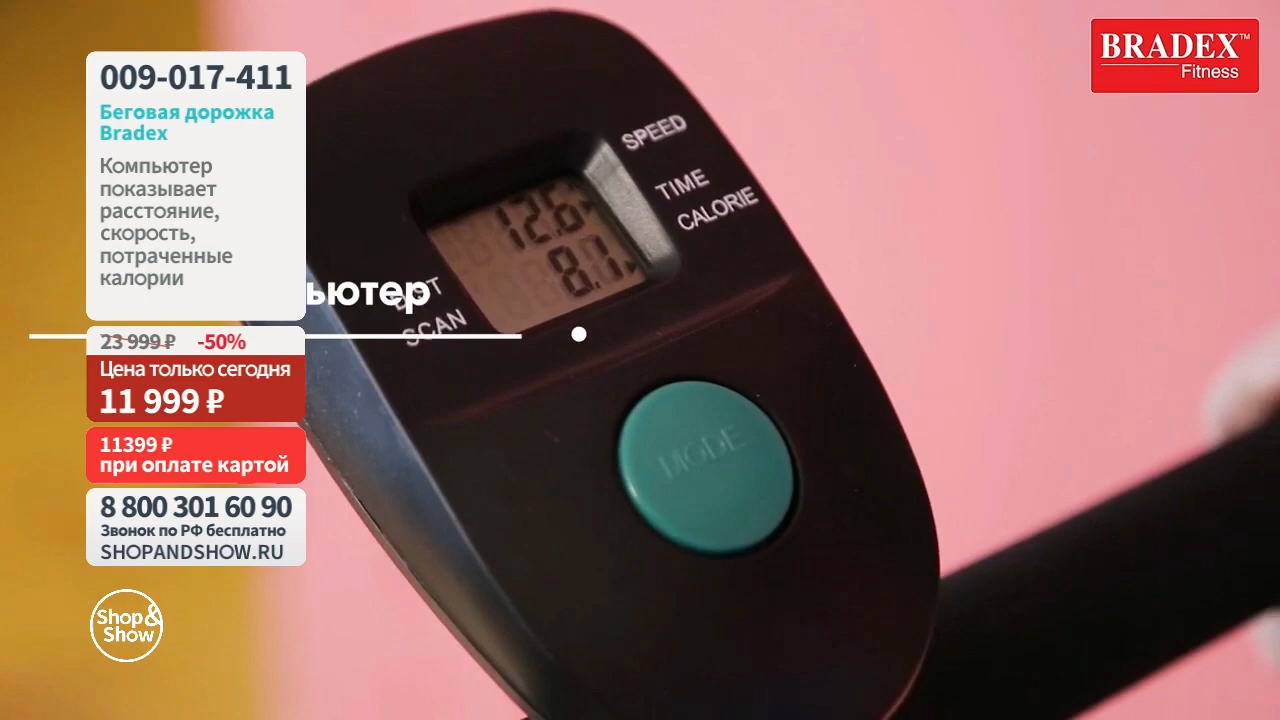 009-017-411
Беговая дорожка
Bradex
Компьютер
показывает
расстояние,
скорость,
потраченные
калории
23 999 ₽ -50%
Цена только сегодня
11 999 ₽
11399 ₽
при оплате картой
8 800 301 60 90
Звонок по РФ бесплатно
SHOPANDSHOW.RU
Shop&
Show
ьютер
BRADEX™
Fitness
SPEED
TIME
CALORIE
12.6
8.1
SCAN
MODE